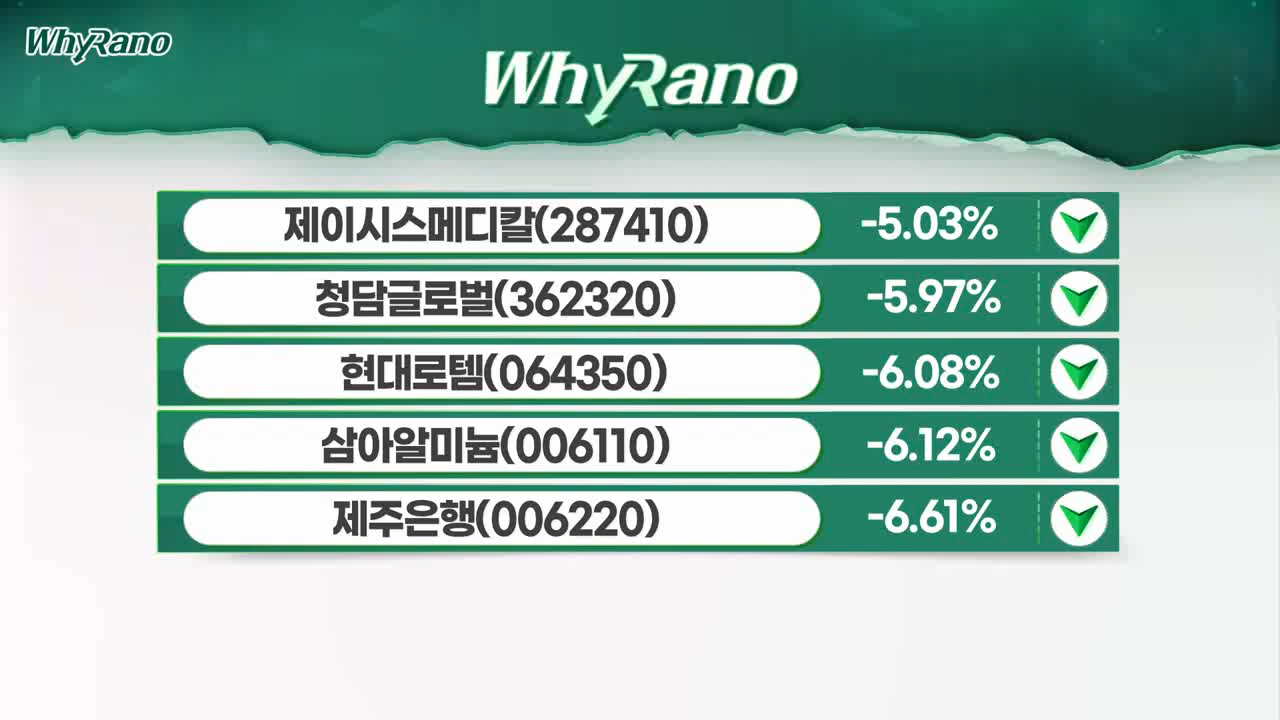 WhyRano
WhyRano
제이시스메디칼(287410) -5.03%
청담글로벌(362320) -5.97%
현대로템(064350) -6.08%
삼아알미늄(006110) -6.12%
제주은행(006220) -6.61%